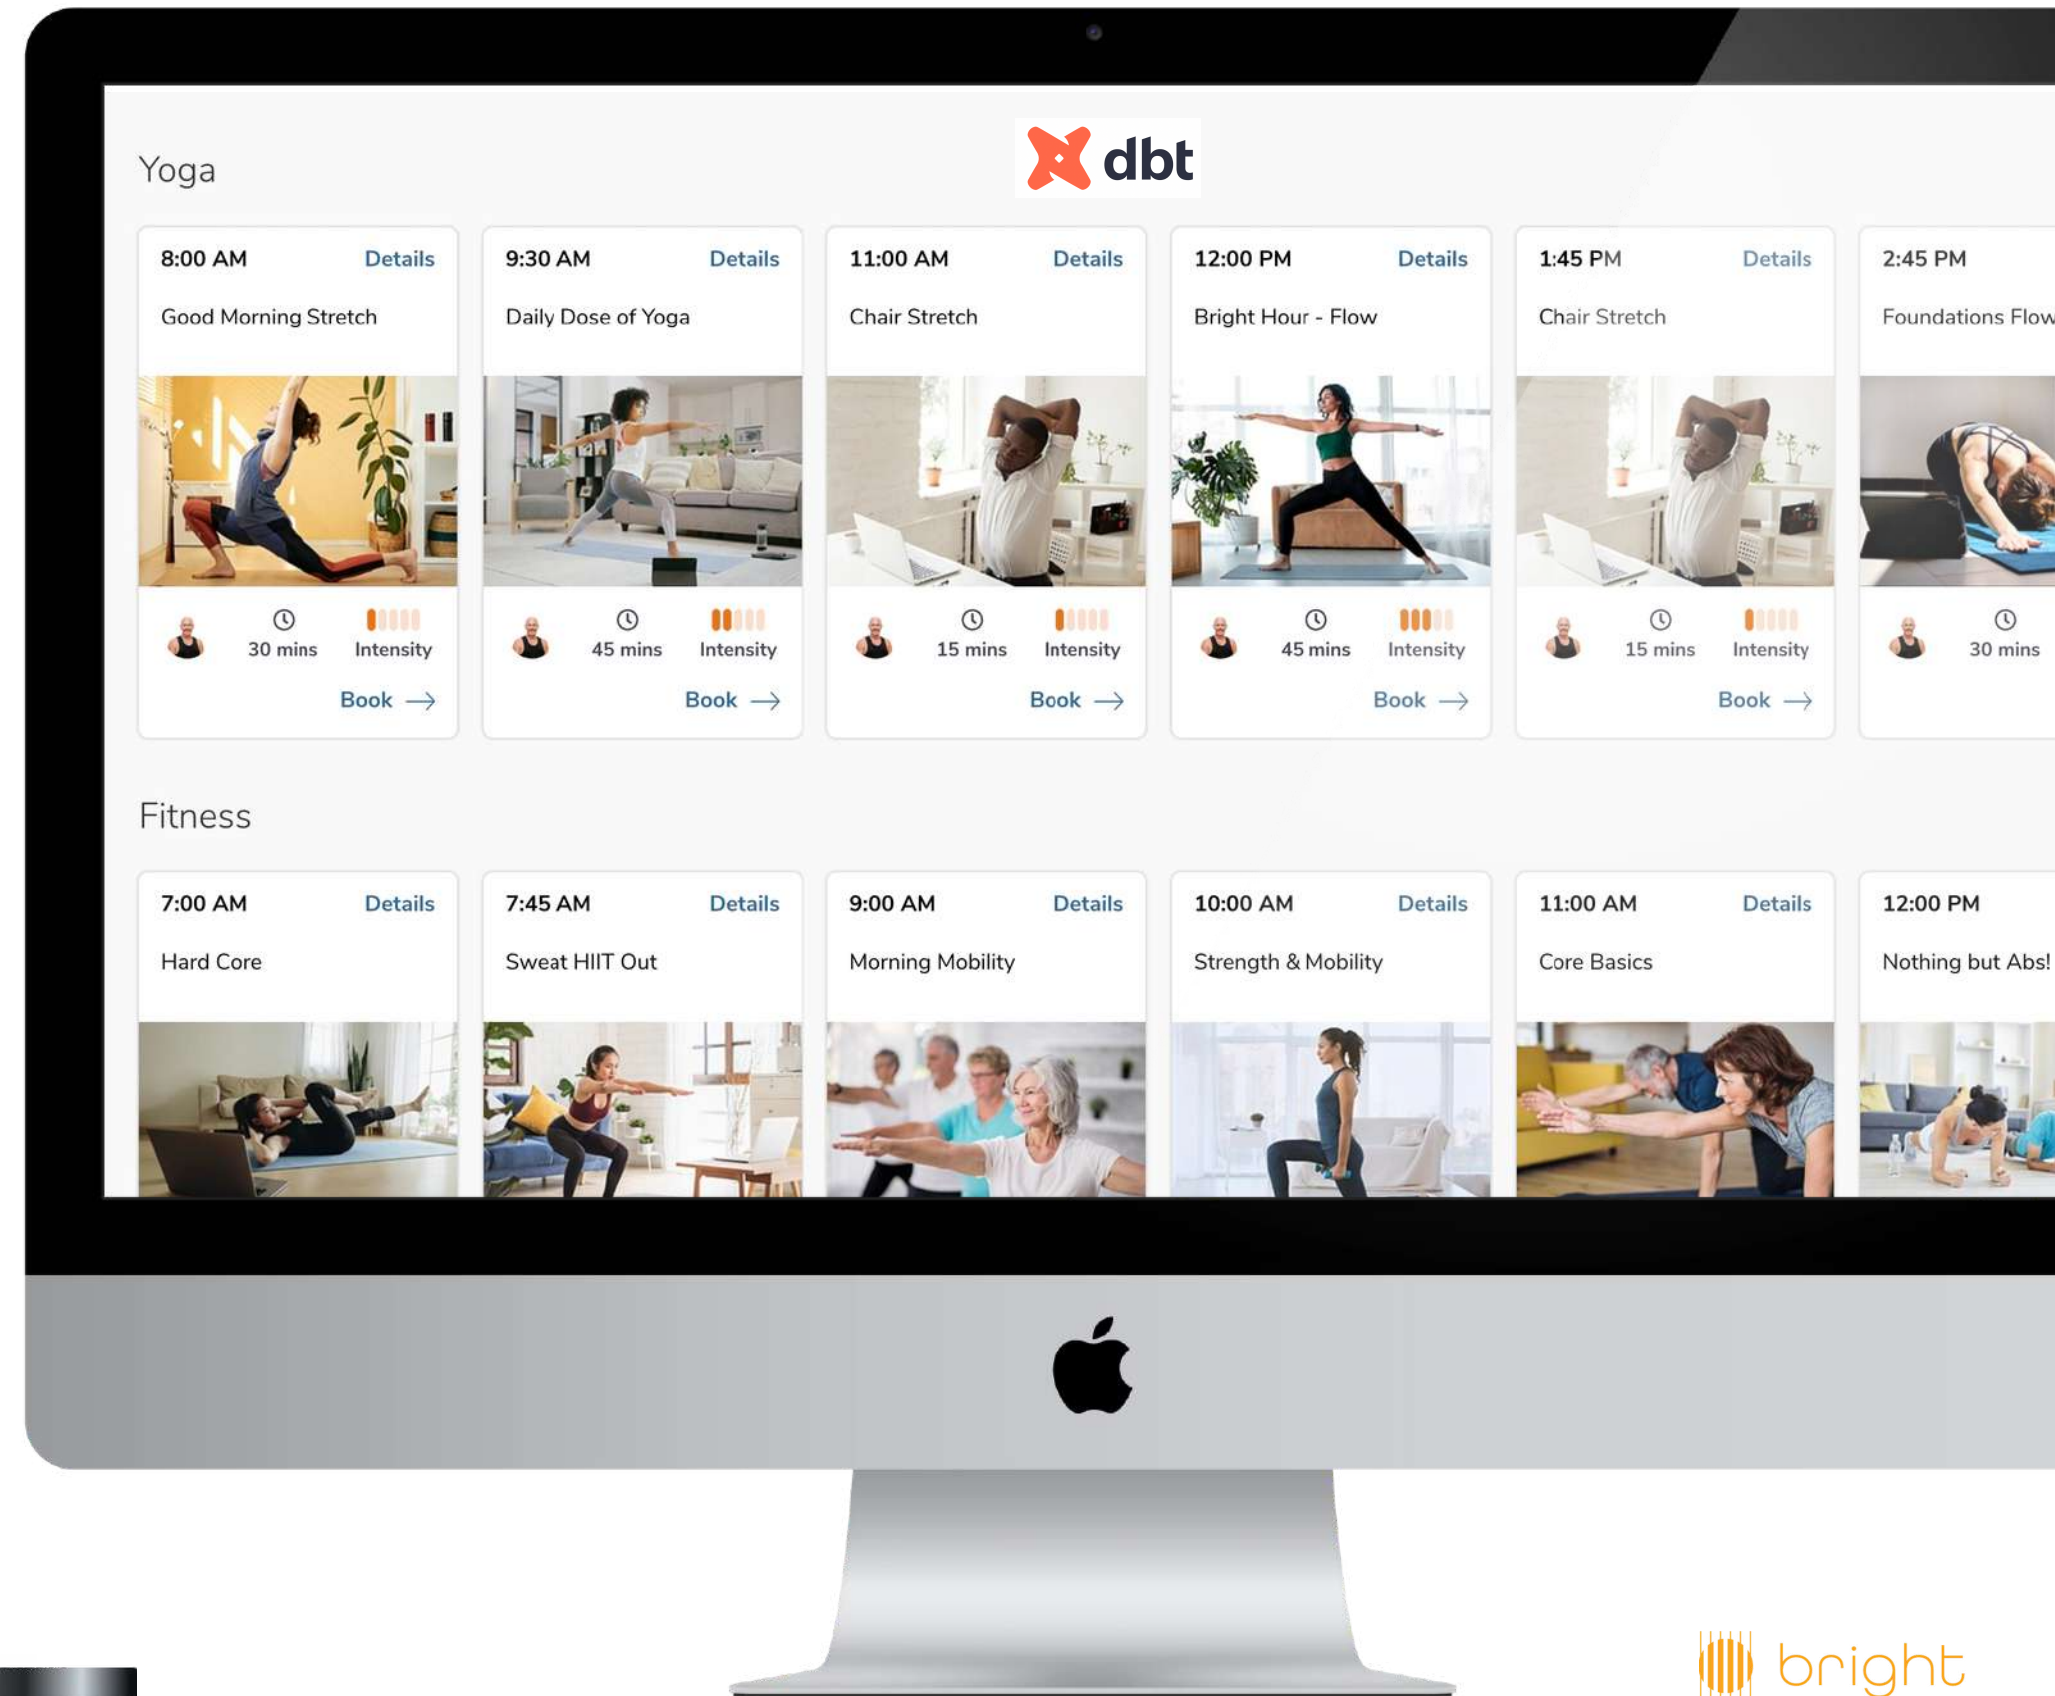 dbt
Yoga
8:00 AM Details
Good Morning Stretch
30 mins Intensity
Book
9:30 AM Details
Daily Dose of Yoga
45 mins Intensity
Book
11:00 AM Details
Chair Stretch
15 mins Intensity
Book
12:00 PM Details
Bright Hour - Flow
45 mins Intensity
Book
1:45 PM Details
Chair Stretch
15 mins Intensity
Book
2:45 PM
Foundations Flow
30 mins
Fitness
7:00 AM Details
Hard Core
7:45 AM Details
Sweat HIIT Out
9:00 AM Details
Morning Mobility
10:00 AM Details
Strength & Mobility
11:00 AM Details
Core Basics
12:00 PM
Nothing but Abs!
bright